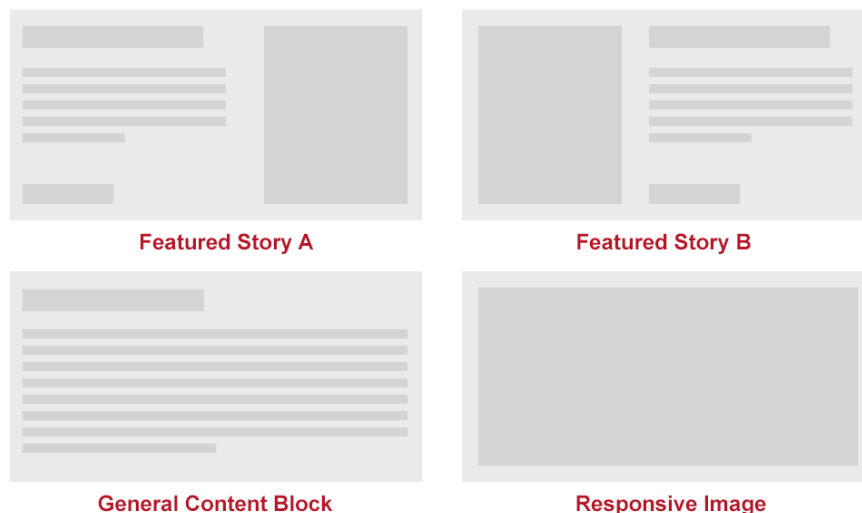 Featured Story A
Featured Story B
General Content Block
Responsive Image